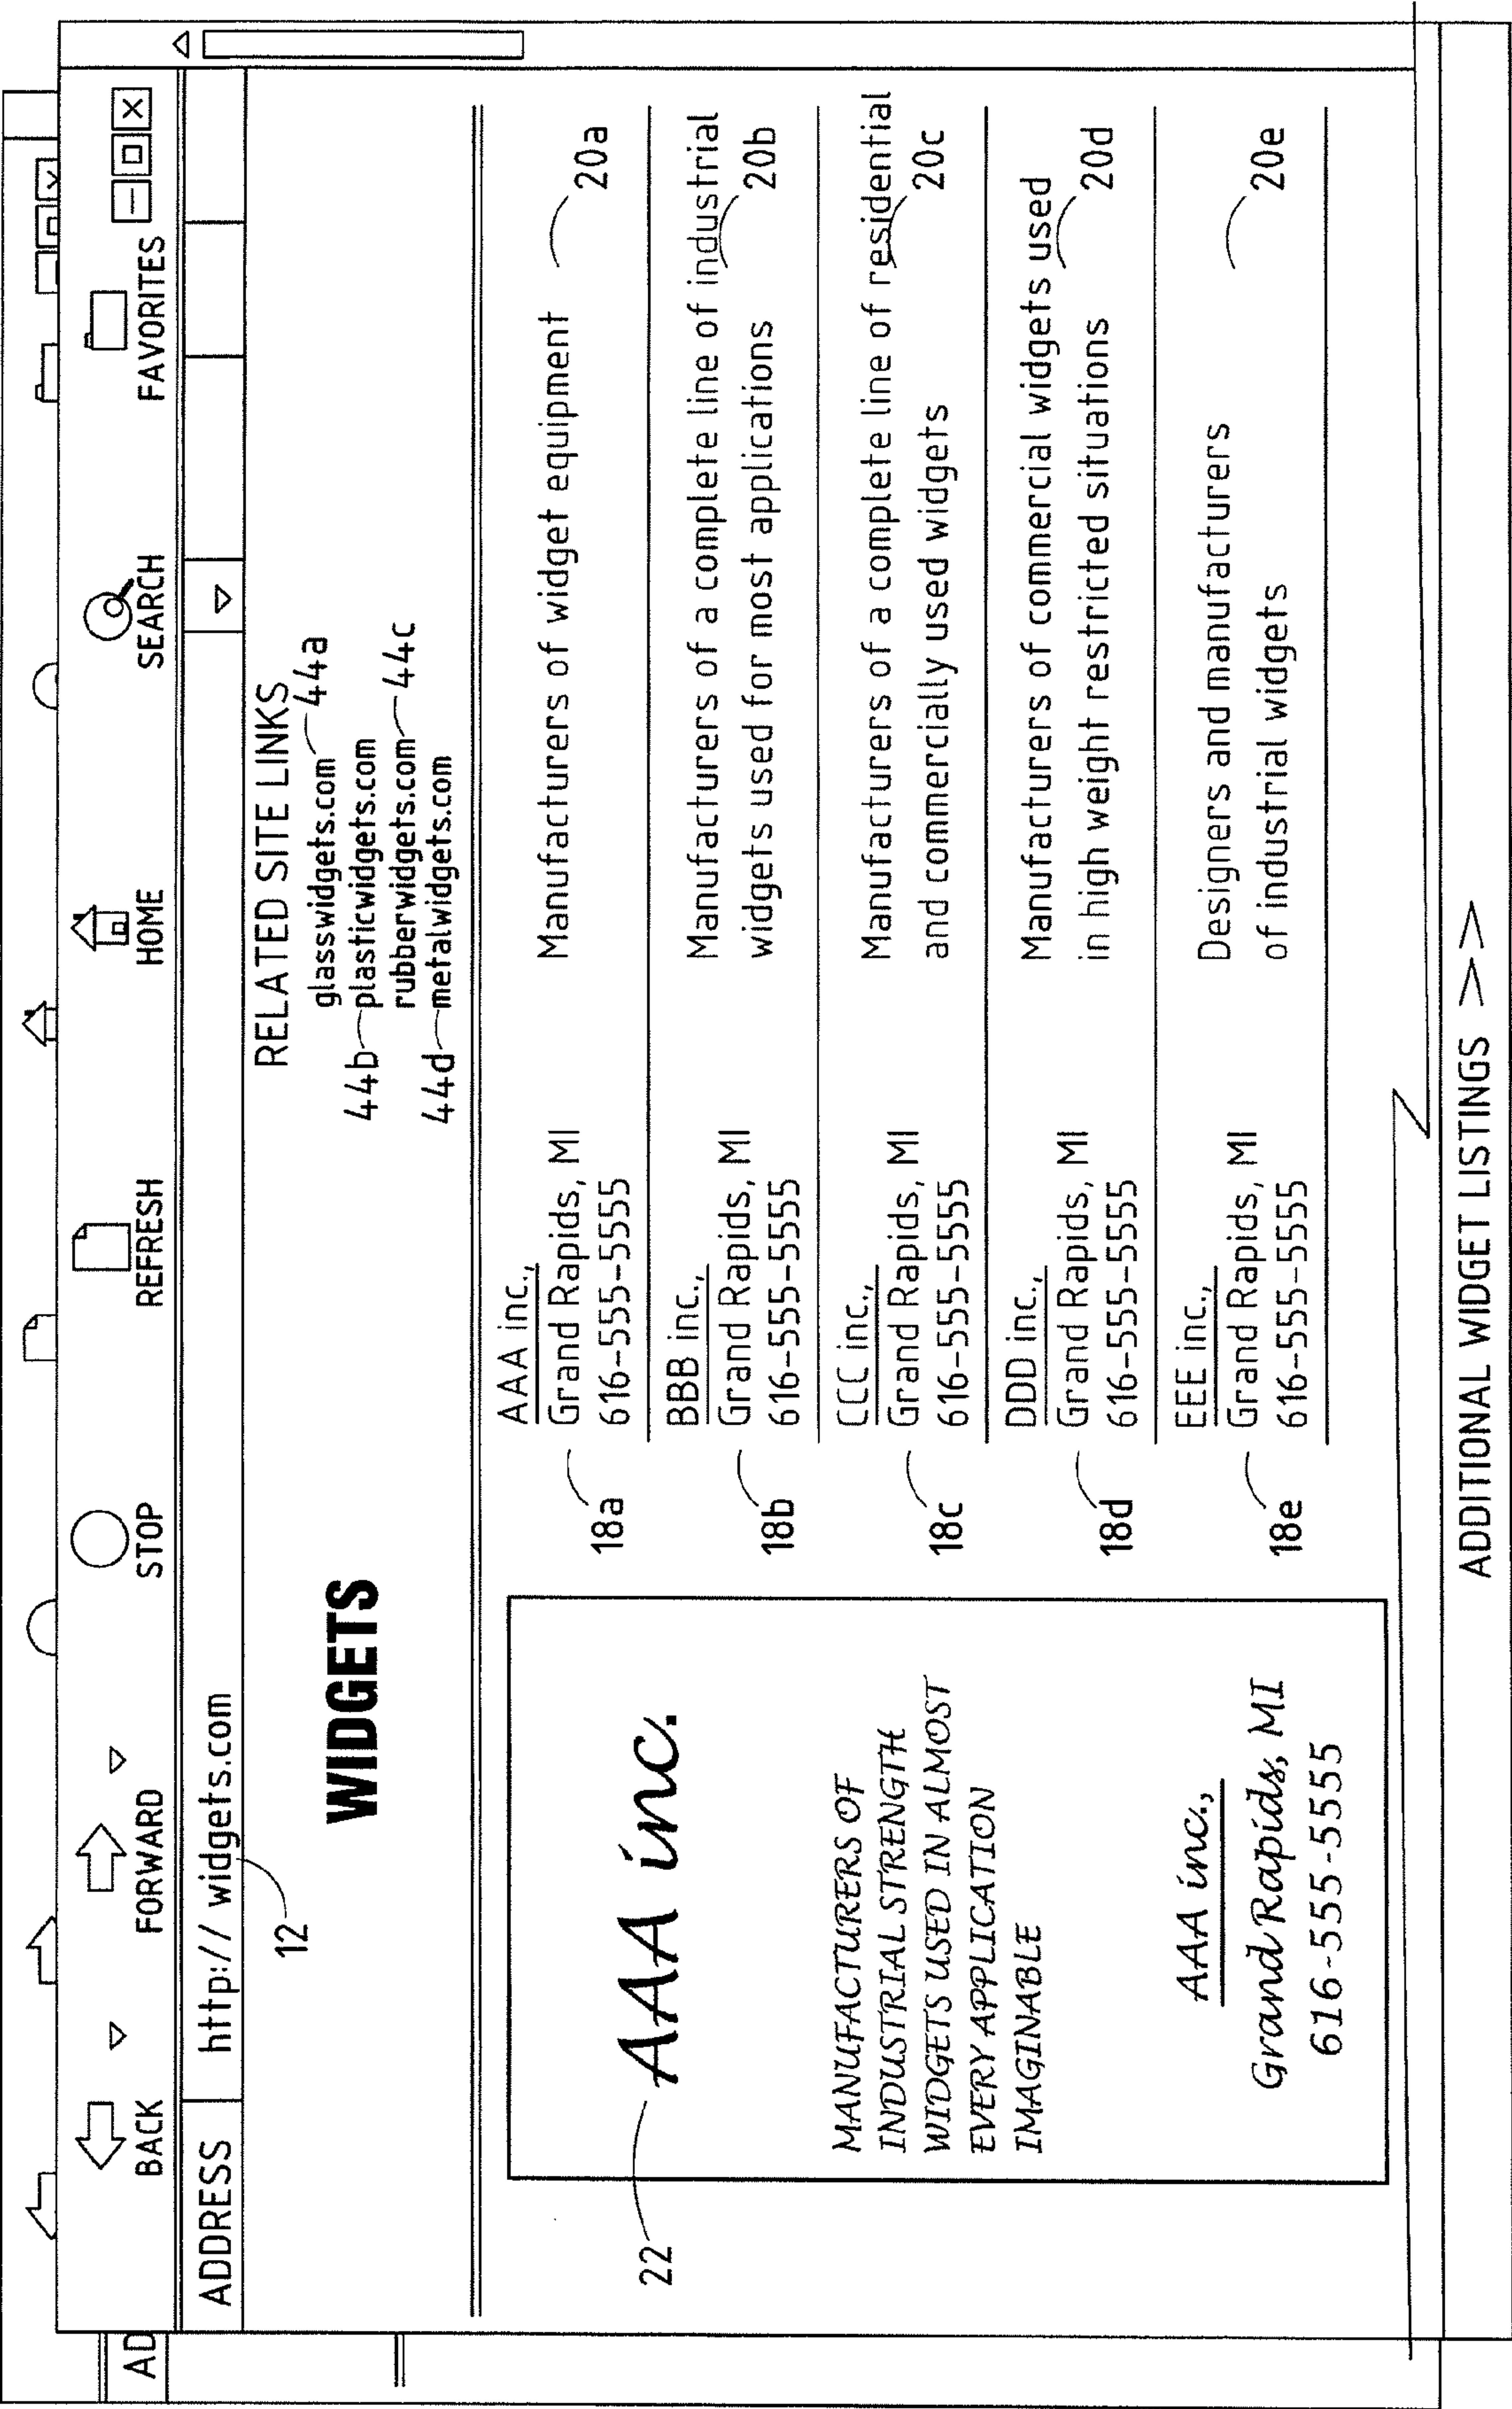 BACK
FORWARD
STOP
REFRESH
HOME
SEARCH
FAVORITES
AD
ADDRESS http:// widgets.com
12
WIDGETS
RELATED SITE LINKS
glasswidgets.com 44a
44b plasticwidgets.com
rubberwidgets.com 44c
44d metalwidgets.com
22
AAA inc.
MANUFACTURERS OF
INDUSTRIAL STRENGTH
WIDGETS USED IN ALMOST
EVERY APPLICATION
IMAGINABLE
AAA inc.,
Grand Rapids, MI
616-555-5555
18a
AAA inc.,
Grand Rapids, MI
616-555-5555
Manufacturers of widget equipment
20a
18b
BBB inc.,
Grand Rapids, MI
616-555-5555
Manufacturers of a complete line of industrial
widgets used for most applications
20b
18c
CCC inc.,
Grand Rapids, MI
616-555-5555
Manufacturers of a complete line of residential
and commercially used widgets
20c
18d
DDD inc.,
Grand Rapids, MI
616-555-5555
Manufacturers of commercial widgets used
in high weight restricted situations
20d
18e
EEE inc.,
Grand Rapids, MI
616-555-5555
Designers and manufacturers
of industrial widgets
20e
ADDITIONAL WIDGET LISTINGS >>